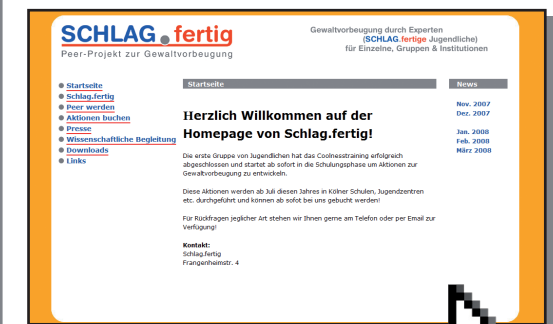 SCHLAG.fertig
Peer-Projekt zur Gewaltvorbeugung
Gewaltvorbeugung durch Experten
(SCHLAG.fertige Jugendliche)
für Einzelne, Gruppen & Institutionen
Startseite
Schlag.fertig
Peer werden
Aktionen buchen
Presse
Wissenschaftliche Begleitung
Downloads
Links
Startseite
Herzlich Willkommen auf der
Homepage von Schlag.fertig!
Die erste Gruppe von Jugendlichen hat das Coolnesstraining erfolgreich
abgeschlossen und startet ab sofort in die Schulungsphase um Aktionen zur
Gewaltvorbeugung zu entwickeln.
Diese Aktionen werden ab Juli diesen Jahres in Kölner Schulen, Jugendzentren
etc. durchgeführt und können ab sofort bei uns gebucht werden!
Für Rückfragen jeglicher Art stehen wir Ihnen gerne am Telefon oder per Email zur
Verfügung!
Kontakt:
Schlag.fertig
Frangenheimstr. 4
News
Nov. 2007
Dez. 2007
Jan. 2008
Feb. 2008
März 2008